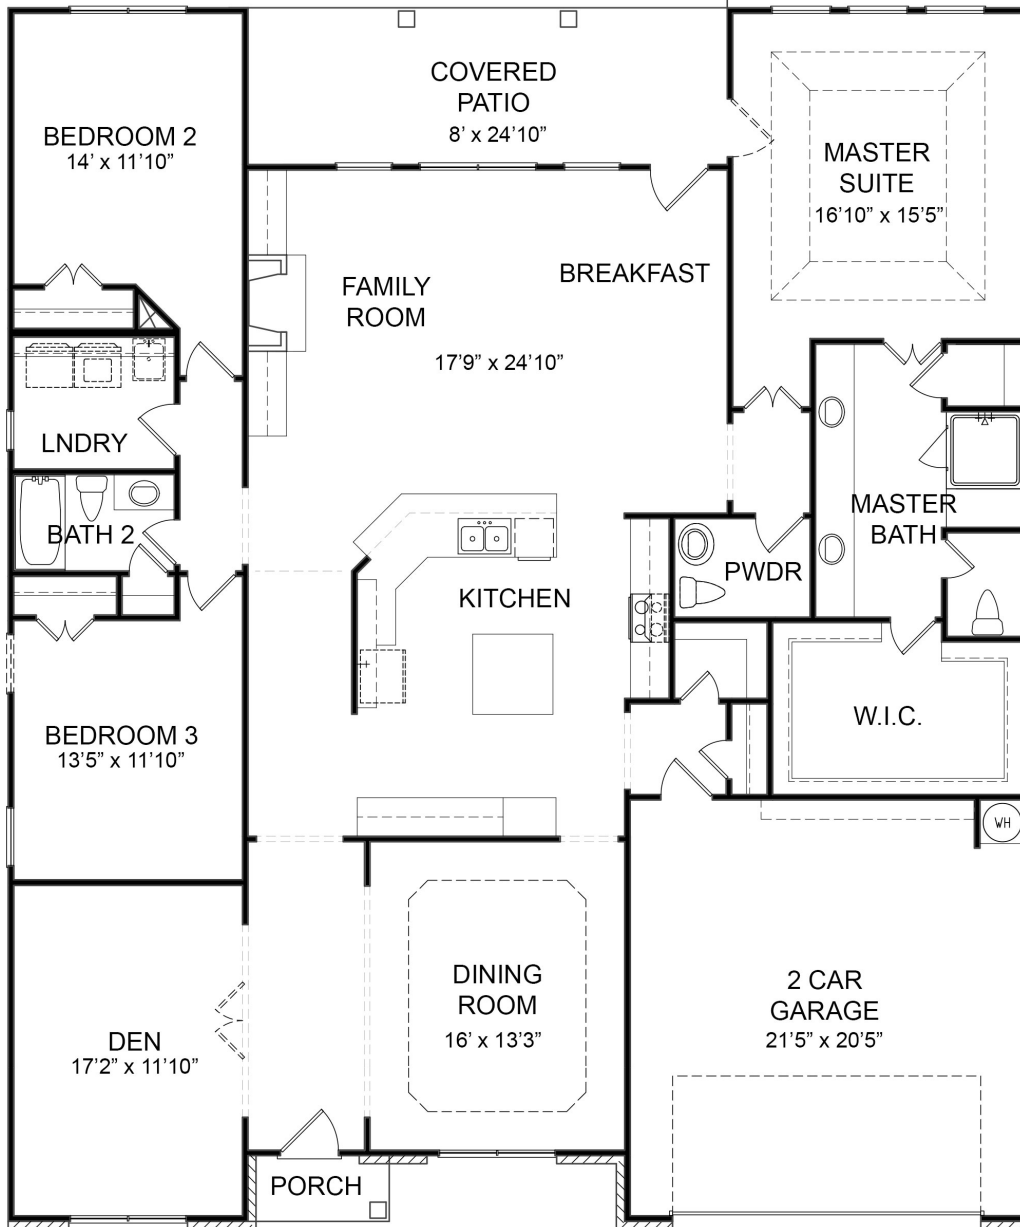 COVERED
PATIO
8' x 24'10"
BEDROOM 2
14' x 11'10"
MASTER
SUITE
16'10" x 15'5"
FAMILY
ROOM
BREAKFAST
17'9" x 24'10"
LNDRY
BATH 2
MASTER
BATH
PWDR
KITCHEN
W.I.C.
BEDROOM 3
13'5" x 11'10"
WH
DINING
ROOM
16' x 13'3"
2 CAR
GARAGE
21'5" x 20'5"
DEN
17'2" x 11'10"
PORCH